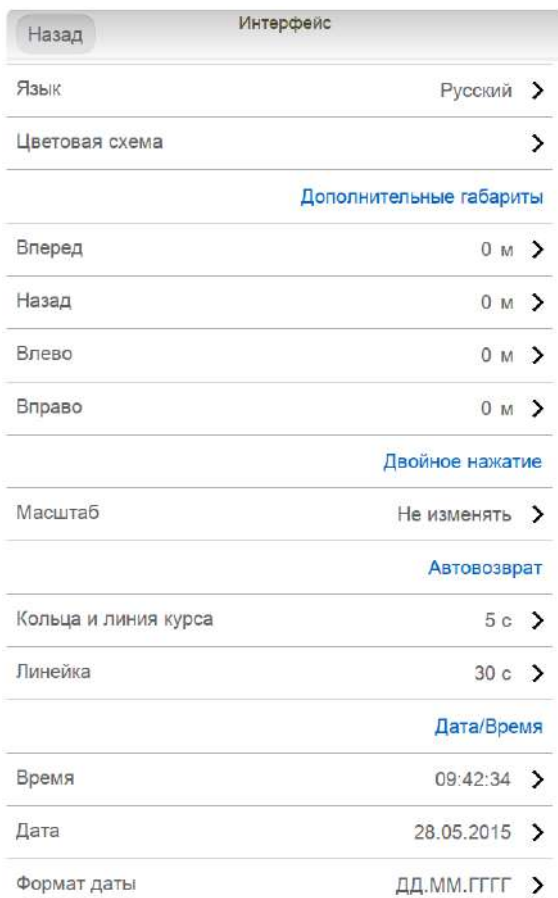 Назад Интерфейс
Язык Русский
Цветовая схема
Дополнительные габариты
Вперед 0 м
Назад 0 м
Влево 0 м
Вправо 0 м
Двойное нажатие
Масштаб Не изменять
Автовозврат
Кольца и линия курса 5 с
Линейка 30 с
Дата/Время
Время 09:42:34
Дата 28.05.2015
Формат даты ДД.ММ.ГГГГ